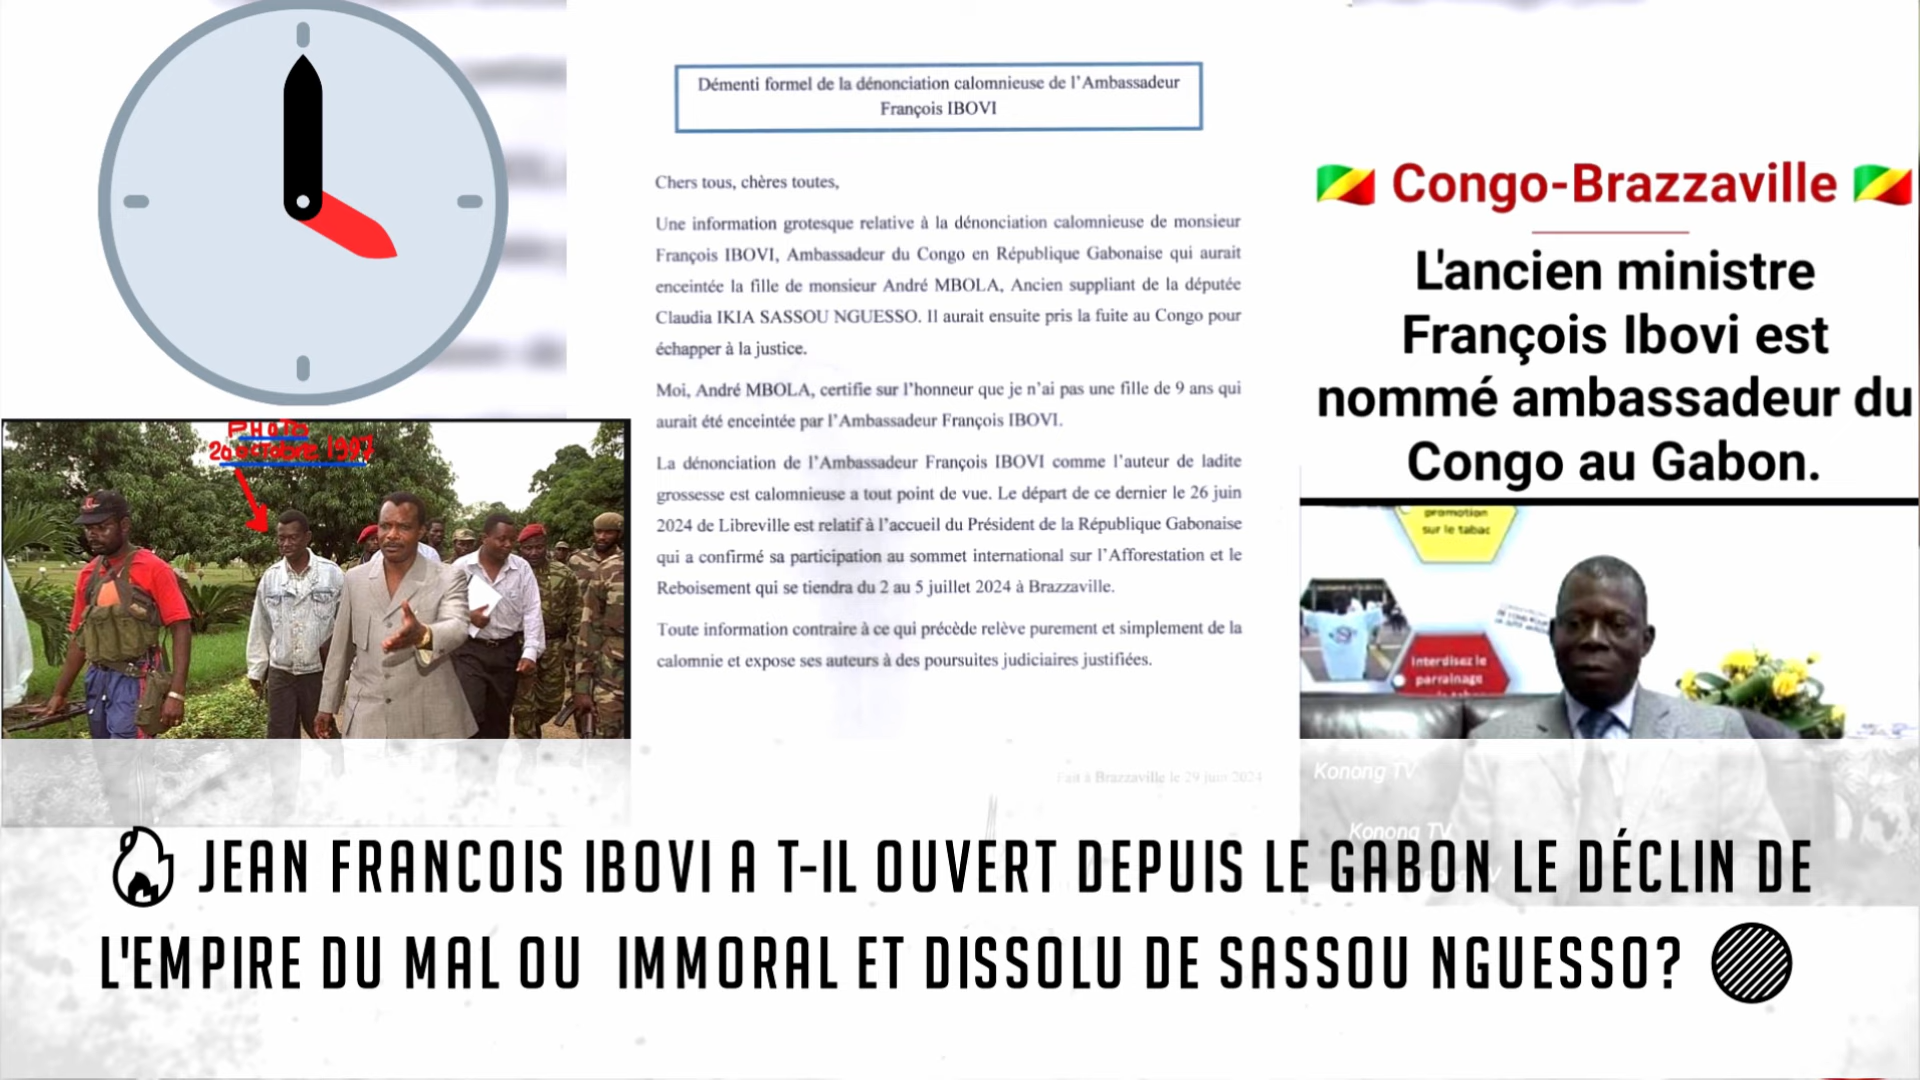 Démenti formel de la dénonciation calomnieuse de l'Ambassadeur
François IBOVI
Chers tous, chères toutes,
Une information grotesque relative à la dénonciation calomnieuse de monsieur
François IBOVI, Ambassadeur du Congo en République Gabonaise qui aurait
enceintée la fille de monsieur André MBOLA, Ancien suppliant de la députée
Claudia IKIA SASSOU NGUESSO. Il aurait ensuite pris la fuite au Congo pour
échapper à la justice.
Moi, André MBOLA, certifie sur l'honneur que je n'ai pas une fille de 9 ans qui
aurait été enceintée par l'Ambassadeur François IBOVI.
La dénonciation de l'Ambassadeur François IBOVI comme l'auteur de ladite
grossesse est calomnieuse a tout point de vue. Le départ de ce dernier le 26 juin
2024 de Libreville est relatif à l'accueil du Président de la République Gabonaise
qui a confirmé sa participation au sommet international sur l'Afforestation et le
Reboisement qui se tiendra du 2 au 5 juillet 2024 à Brazzaville.
Toute information contraire à ce qui précède relève purement et simplement de la
calomnie et expose ses auteurs à des poursuites judiciaires justifiées.
Fait à Brazzaville le 29 juin 2024
Congo-Brazzaville
L'ancien ministre
François Ibovi est
nommé ambassadeur du
Congo au Gabon.
PHOTO
20 octobre 1997
promotion
sur le tabac
Interdisez le
parrainage
Konong TV
Konong TV
JEAN FRANCOIS IBOVI A T-IL OUVERT DEPUIS LE GABON LE DÉCLIN DE
L'EMPIRE DU MAL OU IMMORAL ET DISSOLU DE SASSOU NGUESSO?